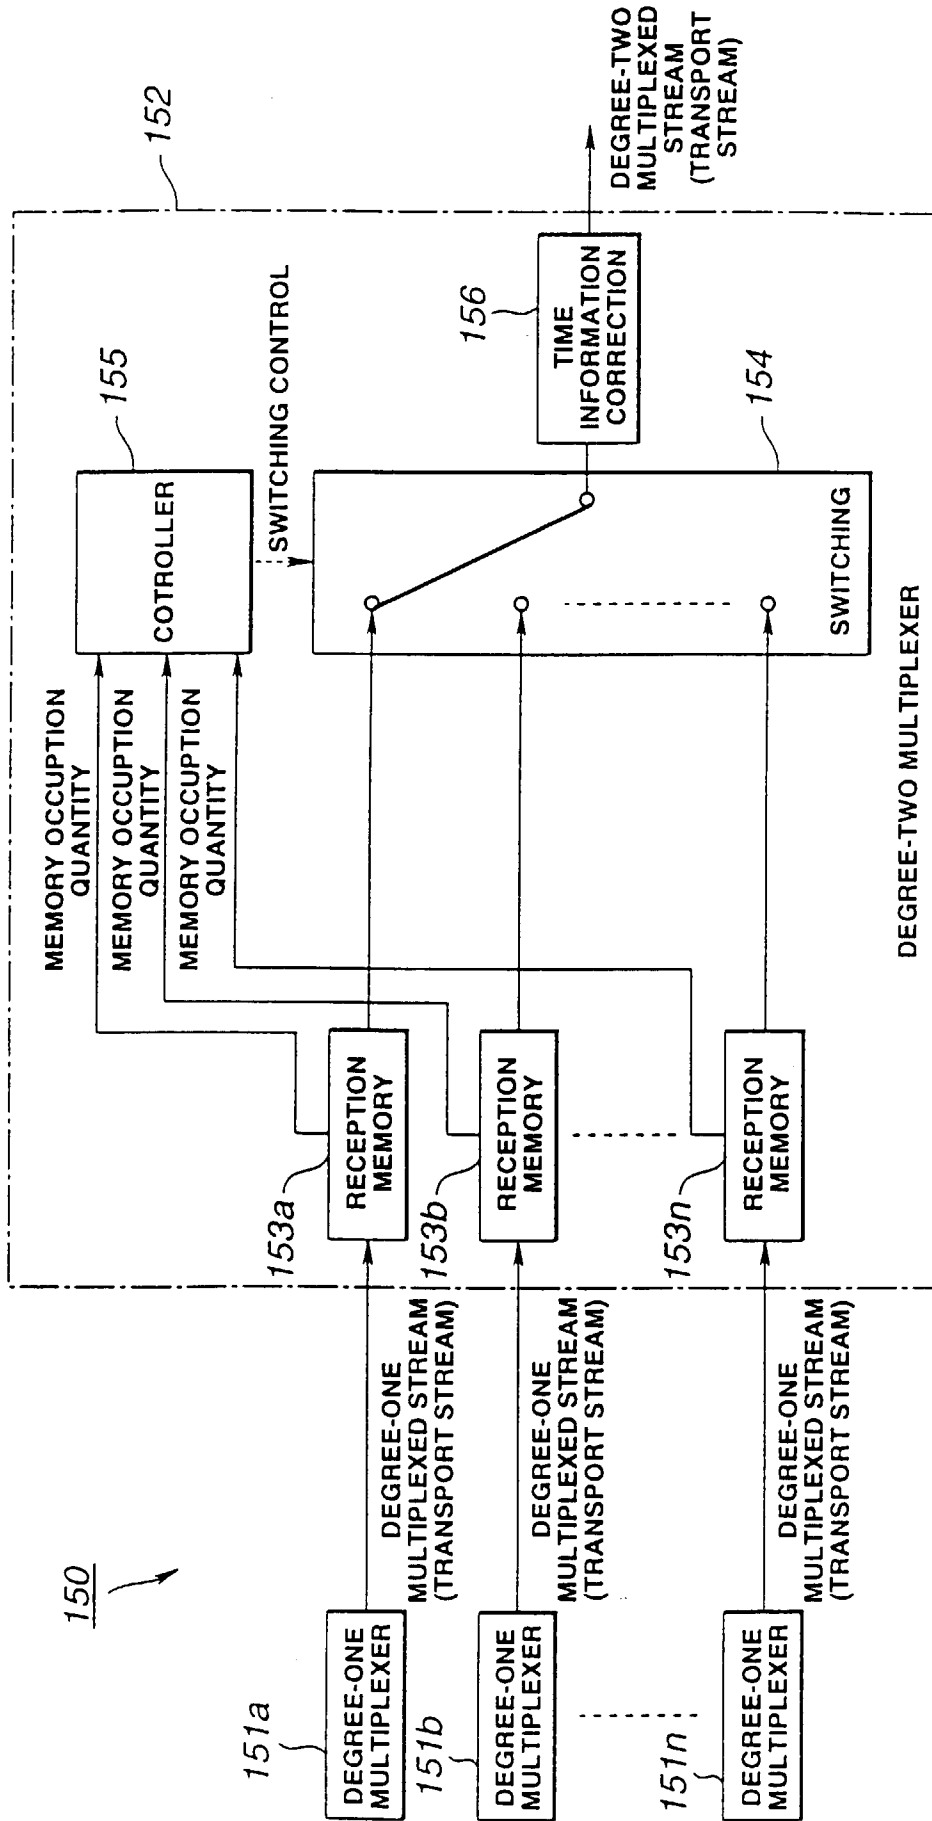 150
151a
DEGREE-ONE
MULTIPLEXER
151b
DEGREE-ONE
MULTIPLEXER
151n
DEGREE-ONE
MULTIPLEXER
DEGREE-ONE
MULTIPLEXED STREAM
(TRANSPORT STREAM)
DEGREE-ONE
MULTIPLEXED STREAM
(TRANSPORT STREAM)
DEGREE-ONE
MULTIPLEXED STREAM
(TRANSPORT STREAM)
153a
RECEPTION
MEMORY
153b
RECEPTION
MEMORY
153n
RECEPTION
MEMORY
MEMORY OCCUPTION
QUANTITY
MEMORY OCCUPTION
QUANTITY
MEMORY OCCUPTION
QUANTITY
COTROLLER
155
SWITCHING CONTROL
SWITCHING
154
156
TIME
INFORMATION
CORRECTION
152
DEGREE-TWO
MULTIPLEXED
STREAM
(TRANSPORT
STREAM)
DEGREE-TWO MULTIPLEXER